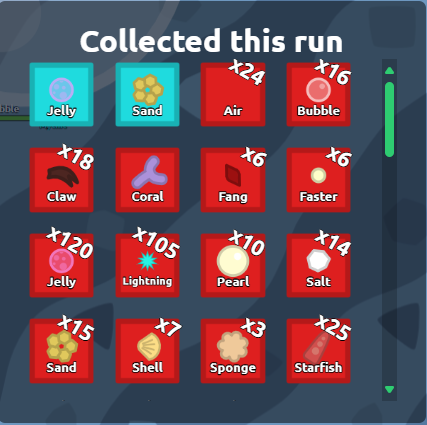 Collected this run
Jelly
Sand
x24
Air
x16
Bubble
x18
Claw
Coral
x6
Fang
x6
Faster
x120
Jelly
x105
Lightning
x10
Pearl
x14
Salt
x15
Sand
x7
Shell
x3
Sponge
x25
Starfish